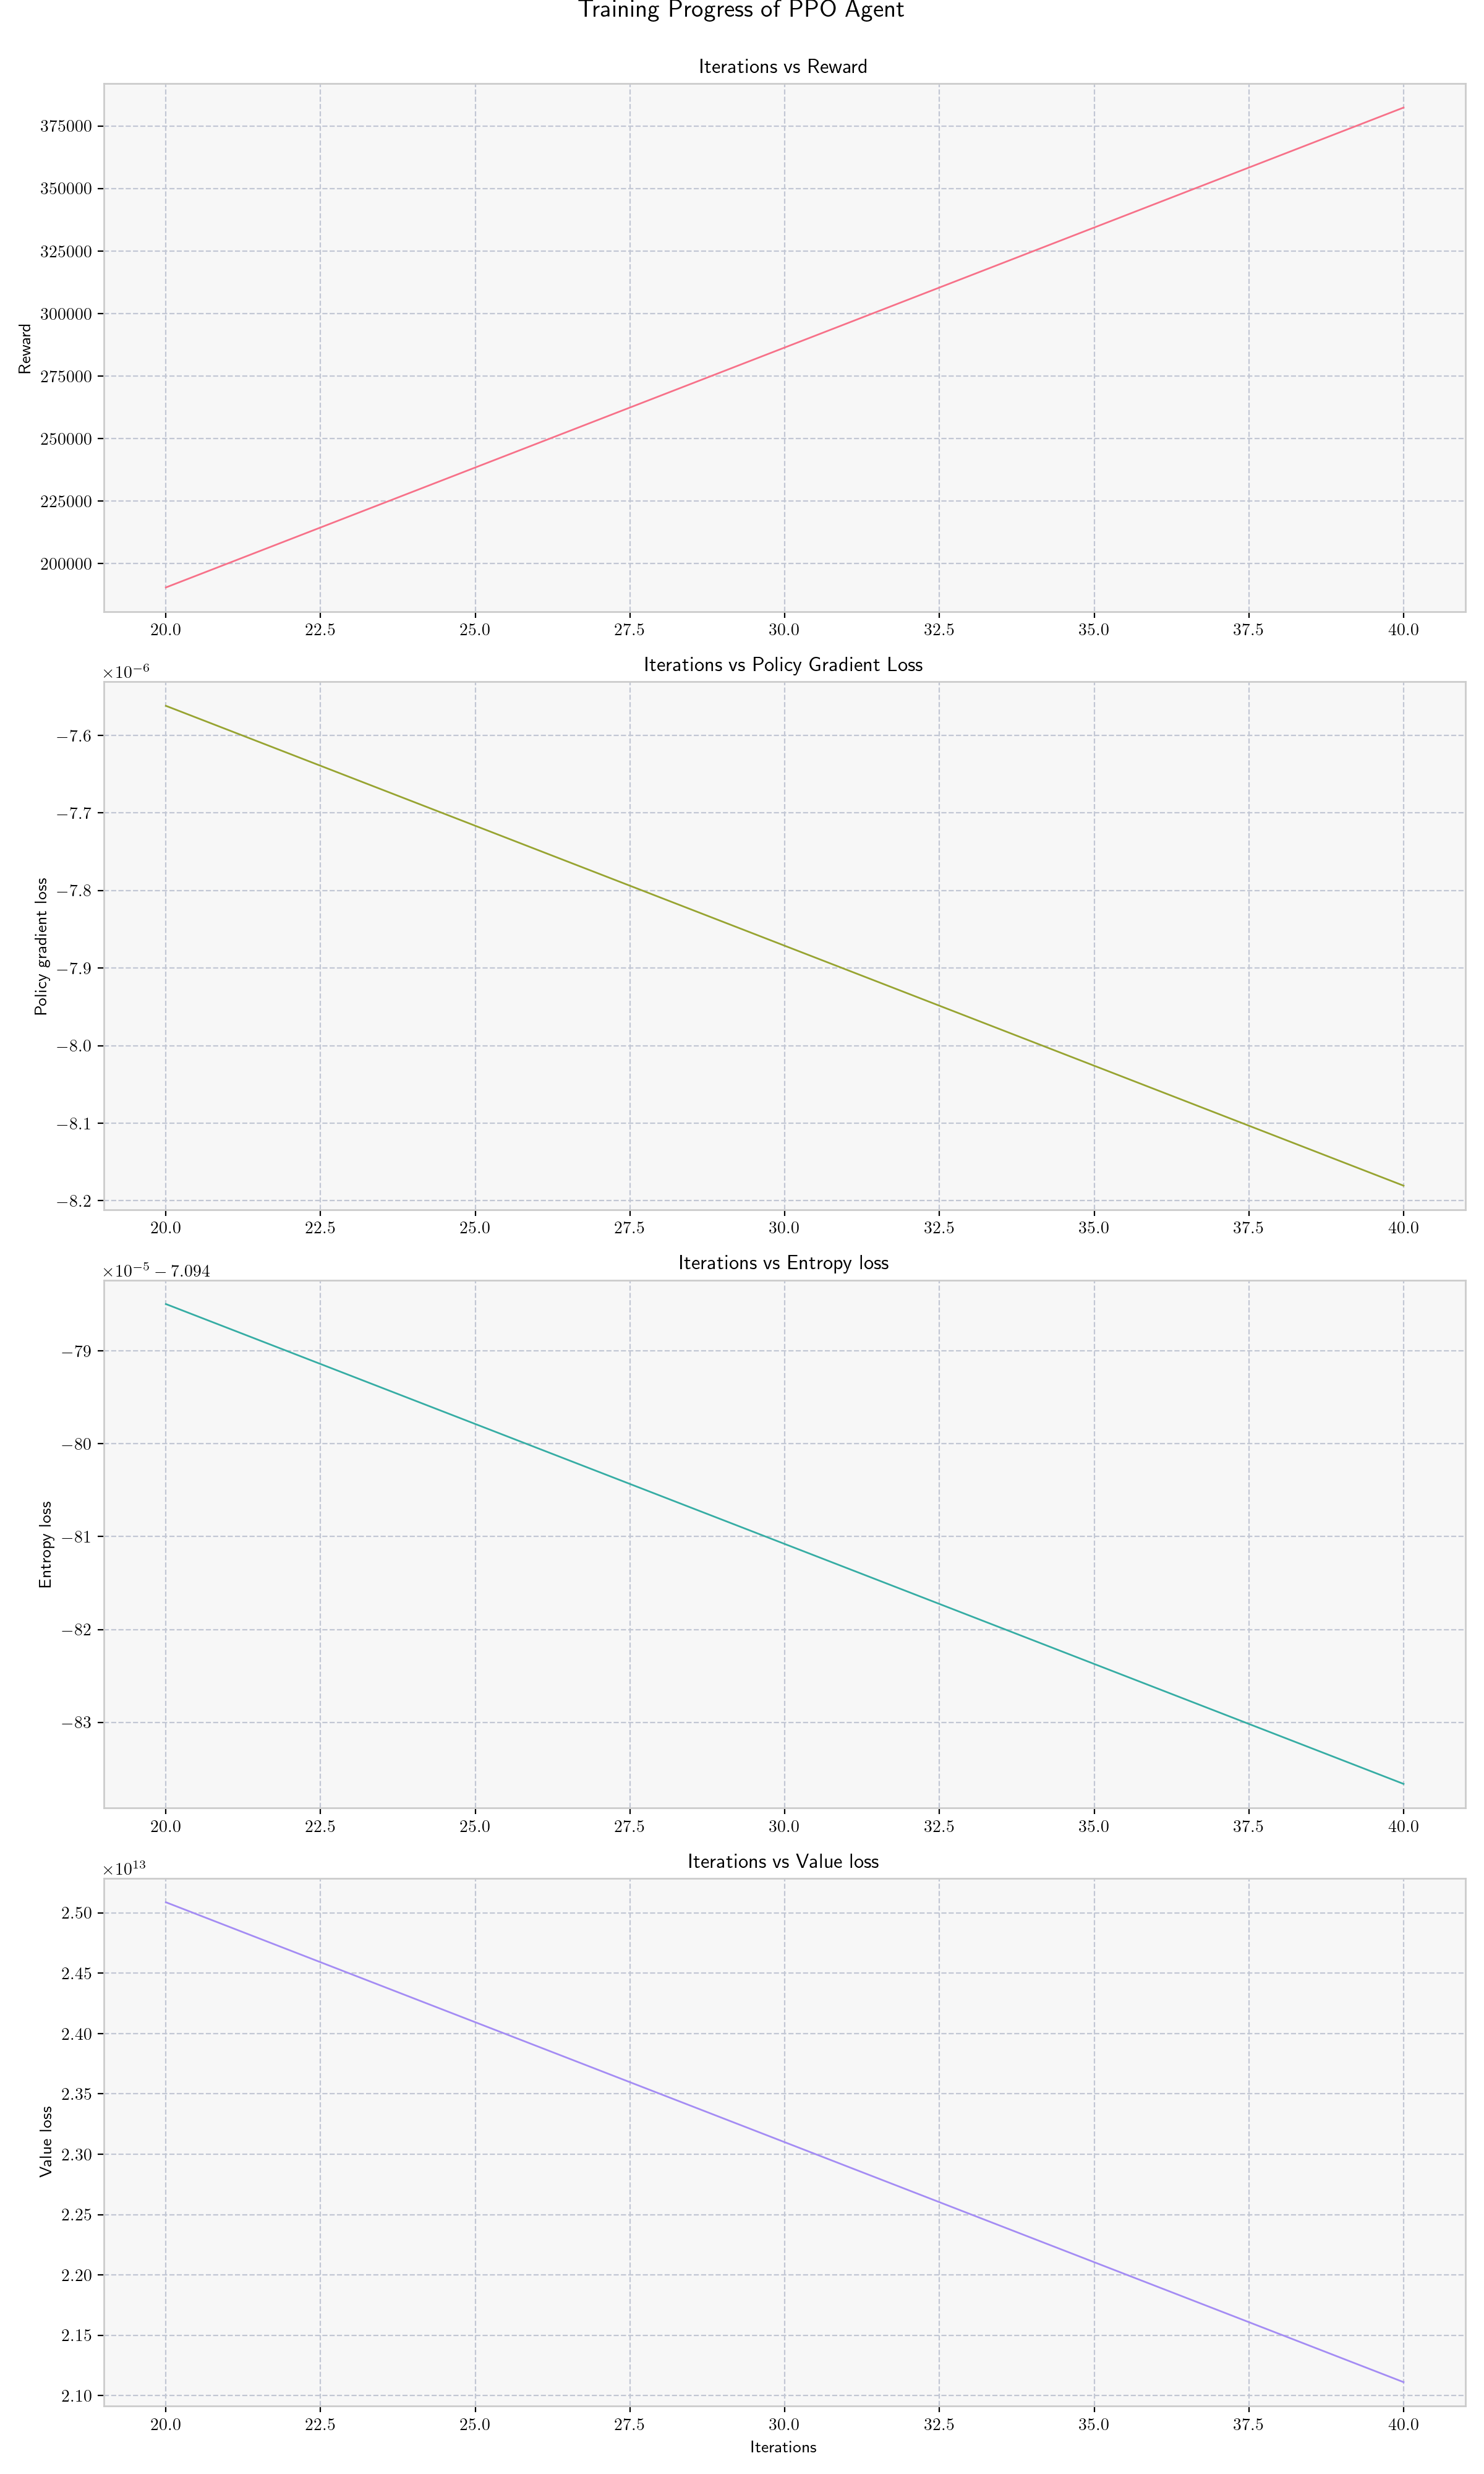 Training Progress of PPO Agent
Iterations vs Reward
Reward
375000
350000
325000
300000
275000
250000
225000
200000
20.0 22.5 25.0 27.5 30.0 32.5 35.0 37.5 40.0
Iterations vs Policy Gradient Loss
×10⁻⁶
Policy gradient loss
−7.6
−7.7
−7.8
−7.9
−8.0
−8.1
−8.2
20.0 22.5 25.0 27.5 30.0 32.5 35.0 37.5 40.0
Iterations vs Entropy loss
×10⁻⁵ − 7.094
Entropy loss
−79
−80
−81
−82
−83
20.0 22.5 25.0 27.5 30.0 32.5 35.0 37.5 40.0
Iterations vs Value loss
×10¹³
Value loss
2.50
2.45
2.40
2.35
2.30
2.25
2.20
2.15
2.10
20.0 22.5 25.0 27.5 30.0 32.5 35.0 37.5 40.0
Iterations